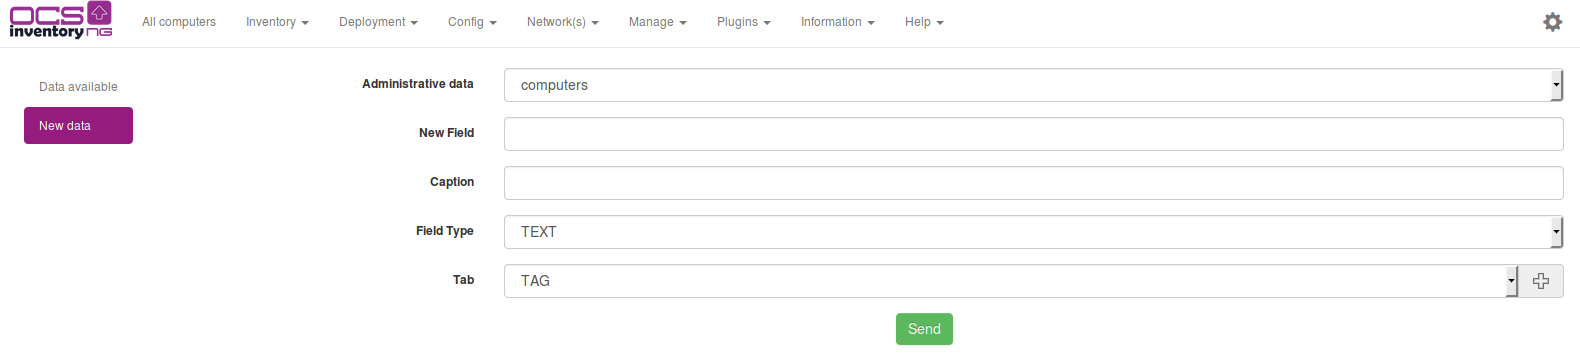 OCS
inventory NG
All computers Inventory Deployment Config Network(s) Manage Plugins Information Help
Data available
New data
Administrative data computers
New Field
Caption
Field Type TEXT
Tab TAG
Send